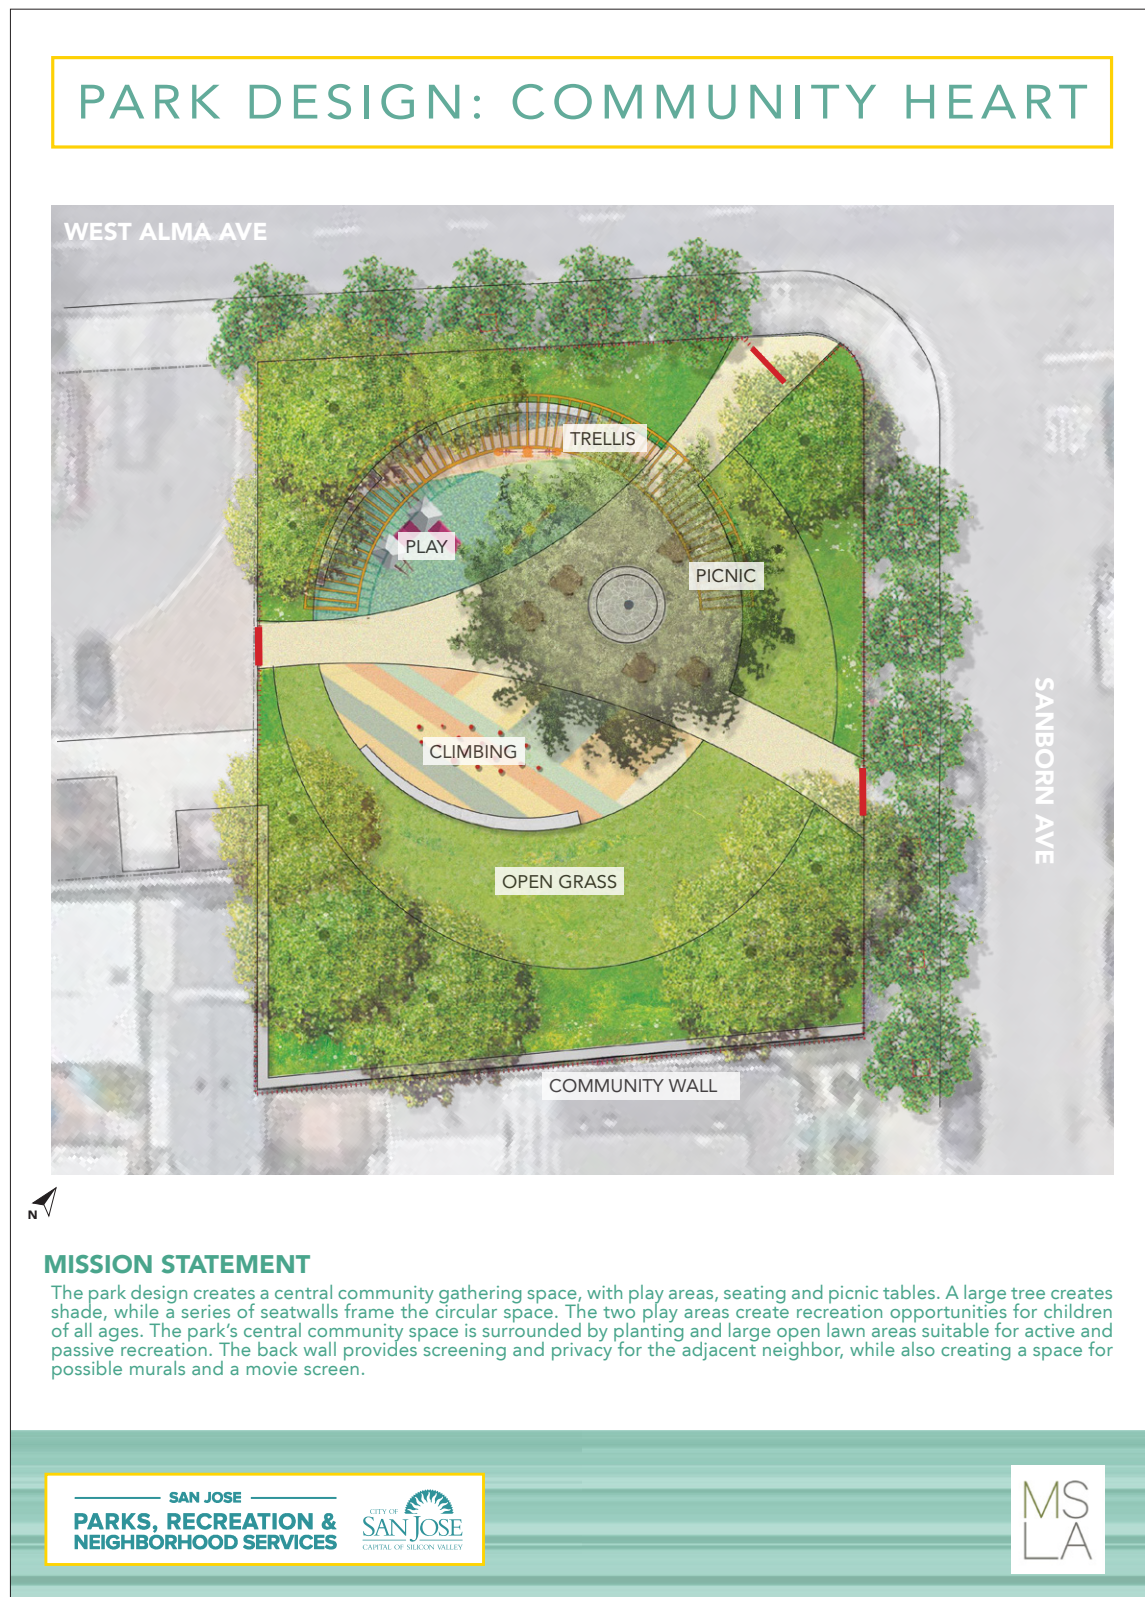 PARK DESIGN: COMMUNITY HEART
WEST ALMA AVE
TRELLIS
PLAY
PICNIC
CLIMBING
SANBORN AVE
OPEN GRASS
COMMUNITY WALL
N
MISSION STATEMENT
The park design creates a central community gathering space, with play areas, seating and picnic tables. A large tree creates
shade, while a series of seatwalls frame the circular space. The two play areas create recreation opportunities for children
of all ages. The park's central community space is surrounded by planting and large open lawn areas suitable for active and
passive recreation. The back wall provides screening and privacy for the adjacent neighbor, while also creating a space for
possible murals and a movie screen.
SAN JOSE
PARKS, RECREATION &
NEIGHBORHOOD SERVICES
CITY OF
SAN JOSE
CAPITAL OF SILICON VALLEY
MS
LA